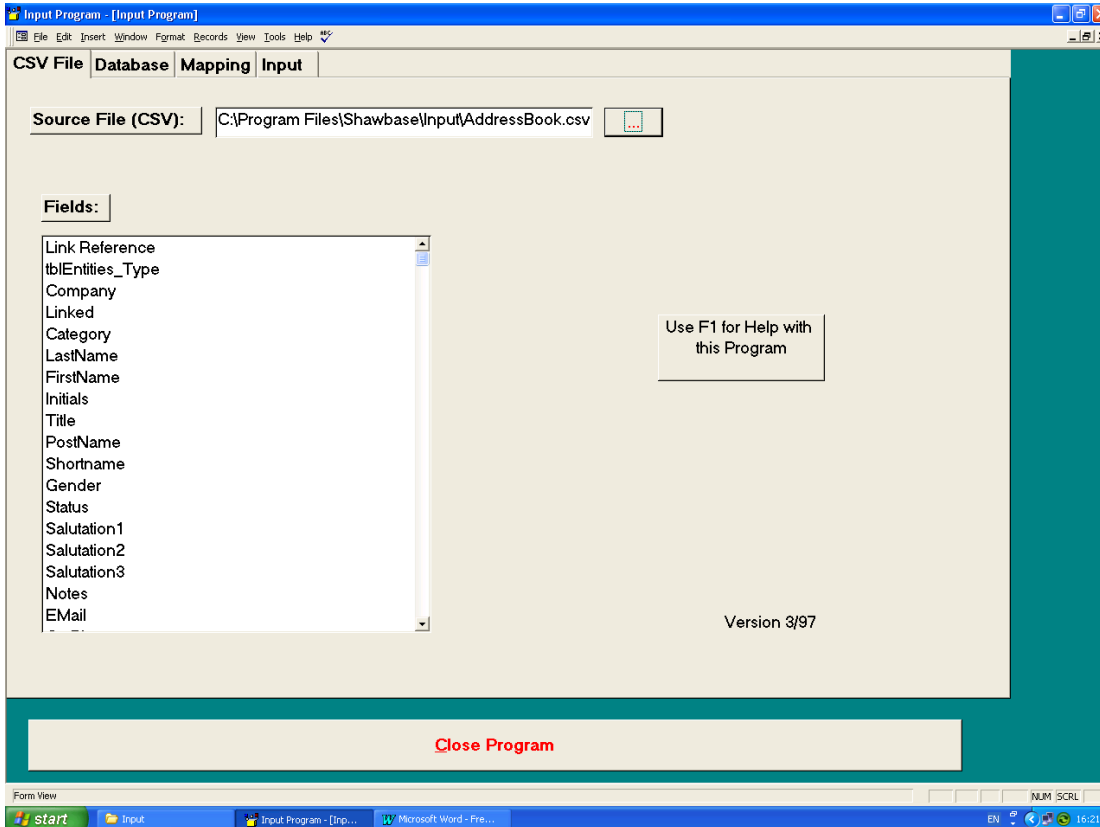 Input Program - [Input Program]
File Edit Insert Window Format Records View Tools Help ABC
CSV File Database Mapping Input
Source File (CSV): C:\Program Files\Shawbase\Input\AddressBook.csv ...
Fields:
Link Reference
tblEntities_Type
Company
Linked
Category
LastName
FirstName
Initials
Title
PostName
Shortname
Gender
Status
Salutation1
Salutation2
Salutation3
Notes
EMail
Use F1 for Help with
this Program
Version 3/97
Close Program
Form View NUM SCRL
start Input Input Program - [Inp... Microsoft Word - Fre... EN 16:21